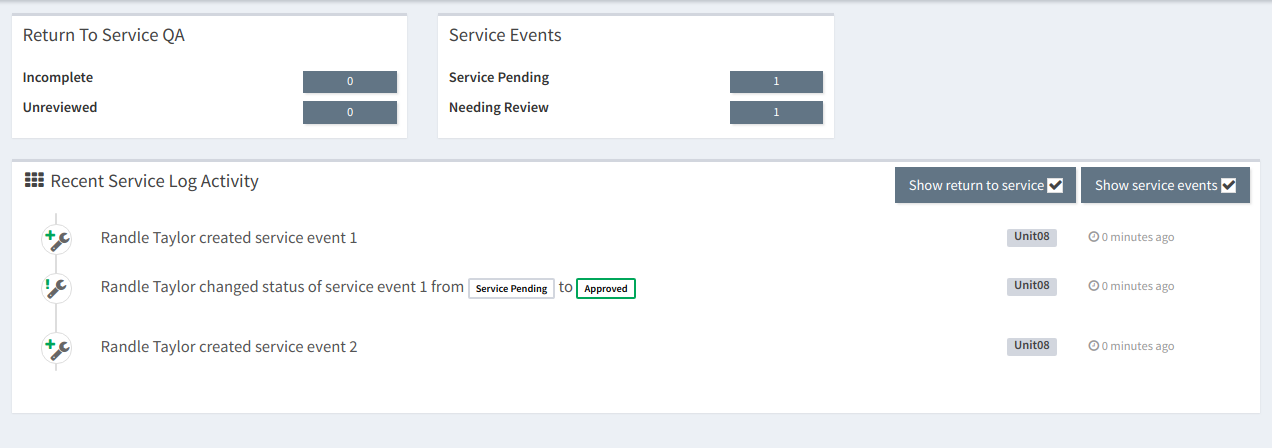 Return To Service QA
Incomplete 0
Unreviewed 0
Service Events
Service Pending 1
Needing Review 1
Recent Service Log Activity Show return to service Show service events
Randle Taylor created service event 1 Unit08 0 minutes ago
Randle Taylor changed status of service event 1 from Service Pending to Approved Unit08 0 minutes ago
Randle Taylor created service event 2 Unit08 0 minutes ago